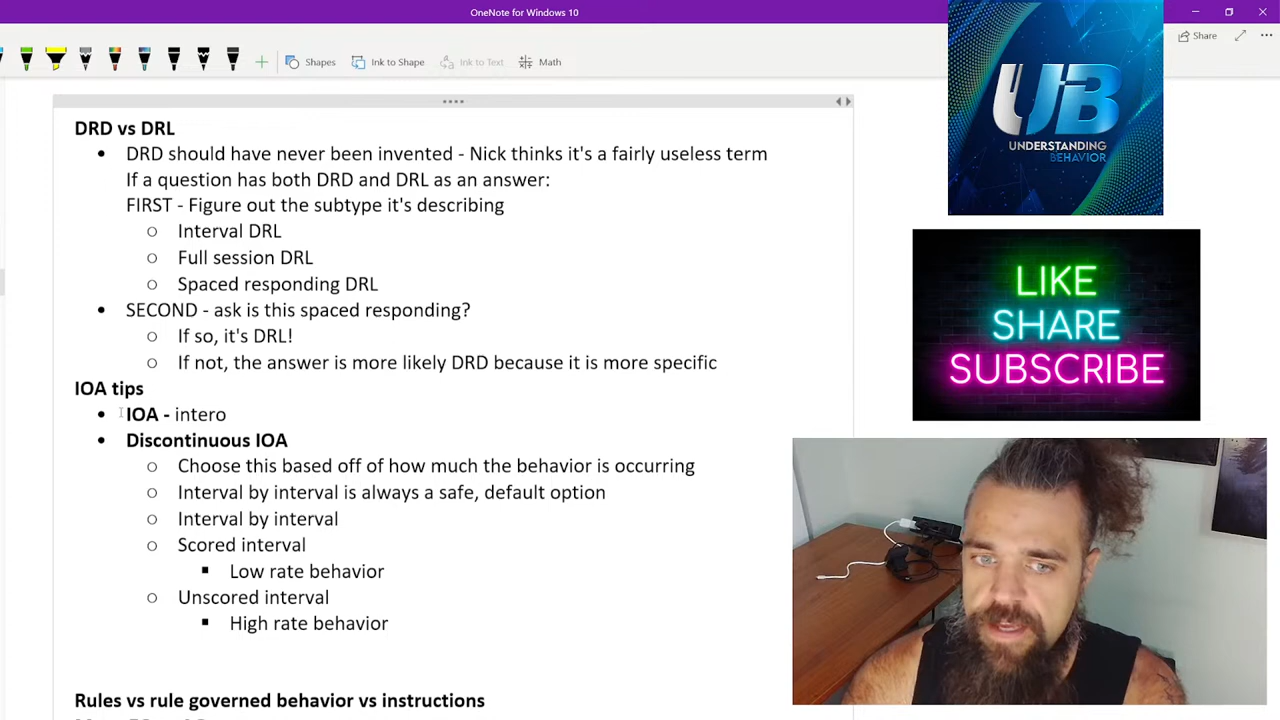 OneNote for Windows 10
Share
Shapes
Ink to Shape
Ink to Text
Math
DRD vs DRL
DRD should have never been invented - Nick thinks it's a fairly useless term
If a question has both DRD and DRL as an answer:
FIRST - Figure out the subtype it's describing
Interval DRL
Full session DRL
Spaced responding DRL
SECOND - ask is this spaced responding?
If so, it's DRL!
If not, the answer is more likely DRD because it is more specific
IOA tips
IOA - intero
Discontinuous IOA
Choose this based off of how much the behavior is occurring
Interval by interval is always a safe, default option
Interval by interval
Scored interval
Low rate behavior
Unscored interval
High rate behavior
Rules vs rule governed behavior vs instructions
UB
UNDERSTANDING
BEHAVIOR
LIKE
SHARE
SUBSCRIBE